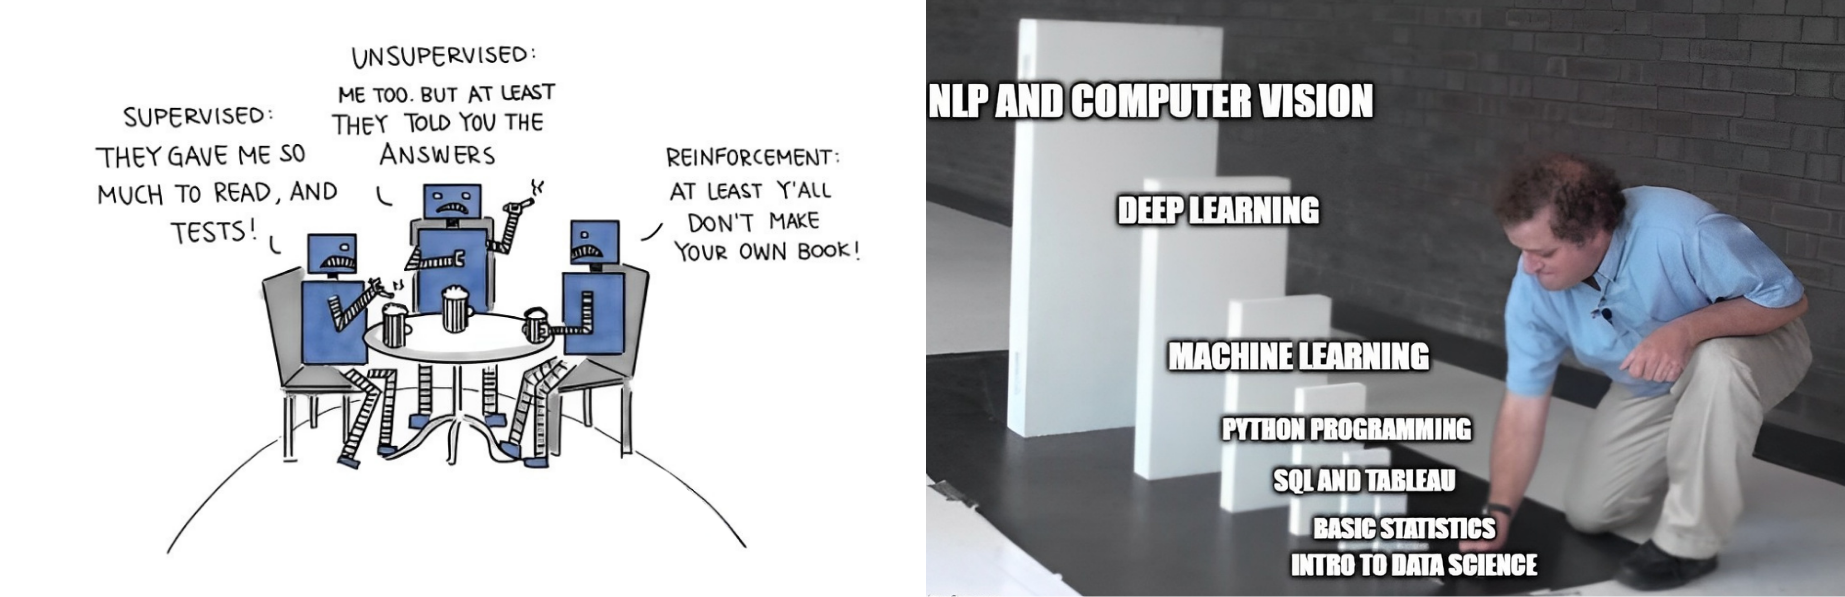 SUPERVISED:
THEY GAVE ME SO
MUCH TO READ, AND
TESTS!
UNSUPERVISED:
ME TOO. BUT AT LEAST
THEY TOLD YOU THE
ANSWERS
REINFORCEMENT:
AT LEAST Y'ALL
DON'T MAKE
YOUR OWN BOOK!
NLP AND COMPUTER VISION
DEEP LEARNING
MACHINE LEARNING
PYTHON PROGRAMMING
SQL AND TABLEAU
BASIC STATISTICS
INTRO TO DATA SCIENCE